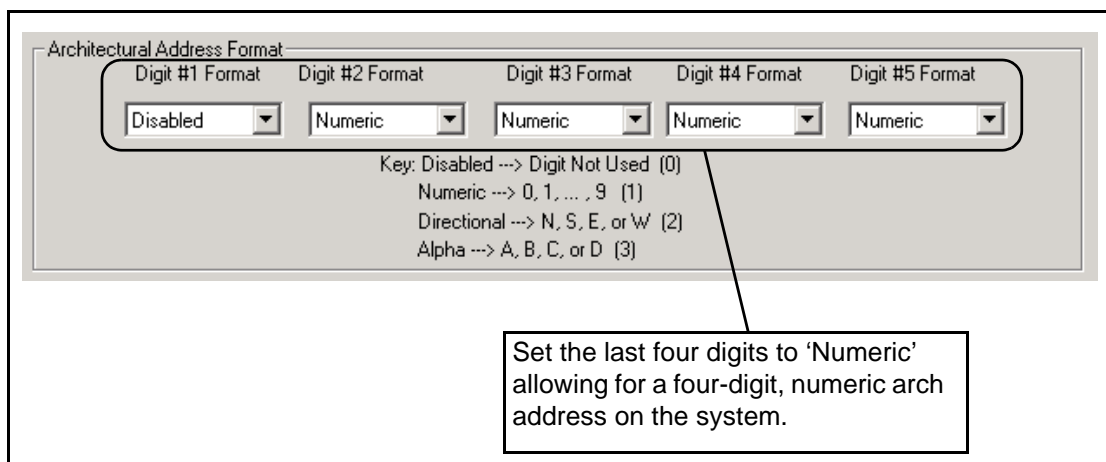 Architectural Address Format
Digit #1 Format Digit #2 Format Digit #3 Format Digit #4 Format Digit #5 Format
Disabled Numeric Numeric Numeric Numeric
Key: Disabled ---> Digit Not Used (0)
Numeric ---> 0, 1, ... , 9 (1)
Directional ---> N, S, E, or W (2)
Alpha ---> A, B, C, or D (3)
Set the last four digits to ‘Numeric’
allowing for a four-digit, numeric arch
address on the system.